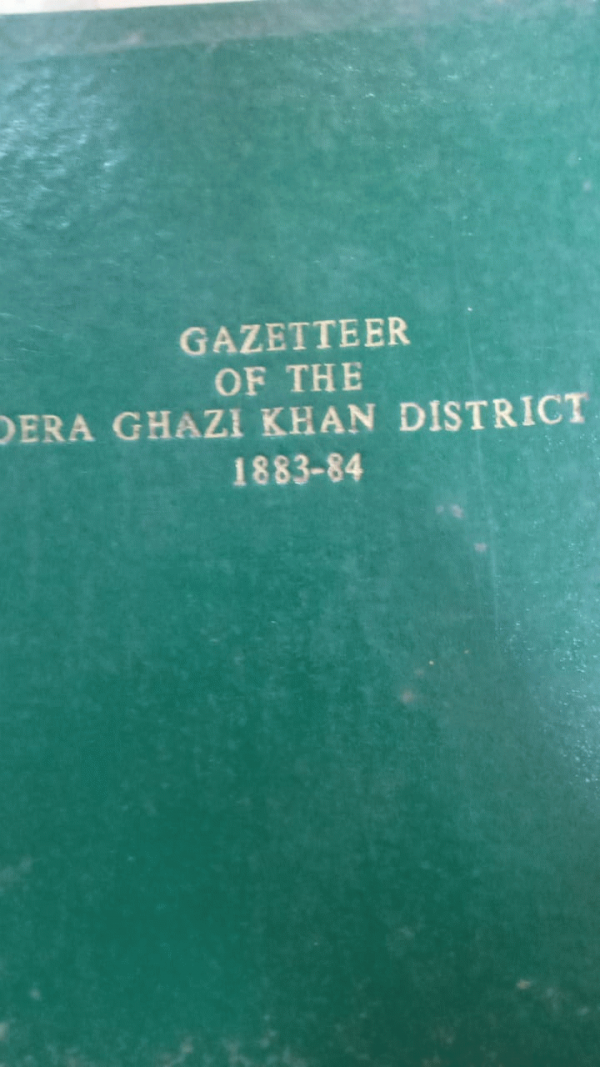 GAZETTEER
OF THE
DERA GHAZI KHAN DISTRICT
1883-84